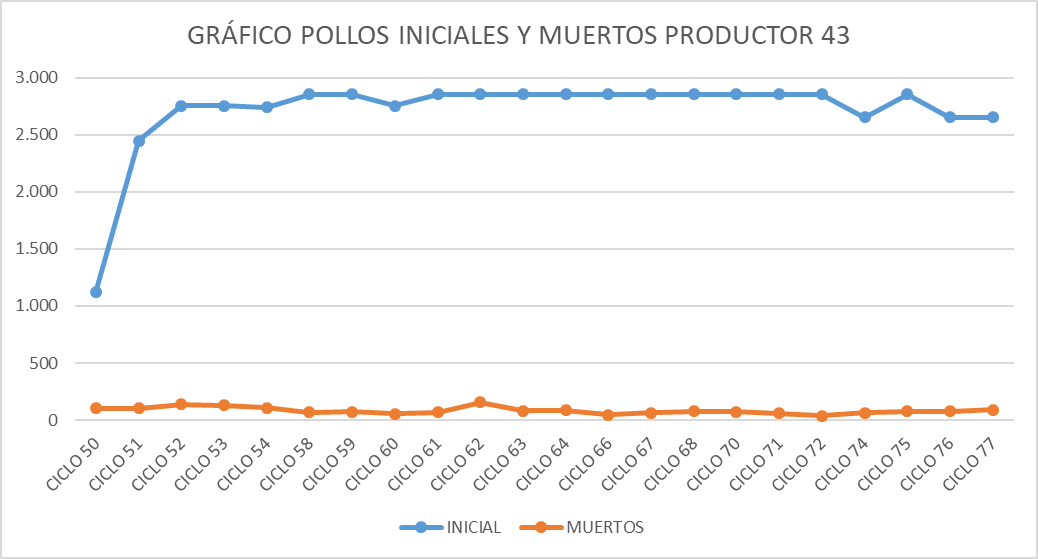 GRÁFICO POLLOS INICIALES Y MUERTOS PRODUCTOR 43
3.000
2.500
2.000
1.500
1.000
500
0
CICLO 50
CICLO 51
CICLO 52
CICLO 53
CICLO 54
CICLO 58
CICLO 59
CICLO 60
CICLO 61
CICLO 62
CICLO 63
CICLO 64
CICLO 66
CICLO 67
CICLO 68
CICLO 70
CICLO 71
CICLO 72
CICLO 74
CICLO 75
CICLO 76
CICLO 77
INICIAL
MUERTOS